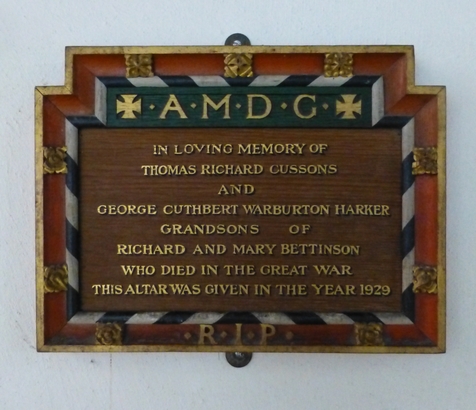 A·M·D·G
IN LOVING MEMORY OF
THOMAS RICHARD CUSSONS
AND
GEORGE CUTHBERT WARBURTON HARKER
GRANDSONS OF
RICHARD AND MARY BETTINSON
WHO DIED IN THE GREAT WAR
THIS ALTAR WAS GIVEN IN THE YEAR 1929
·R·I·P·